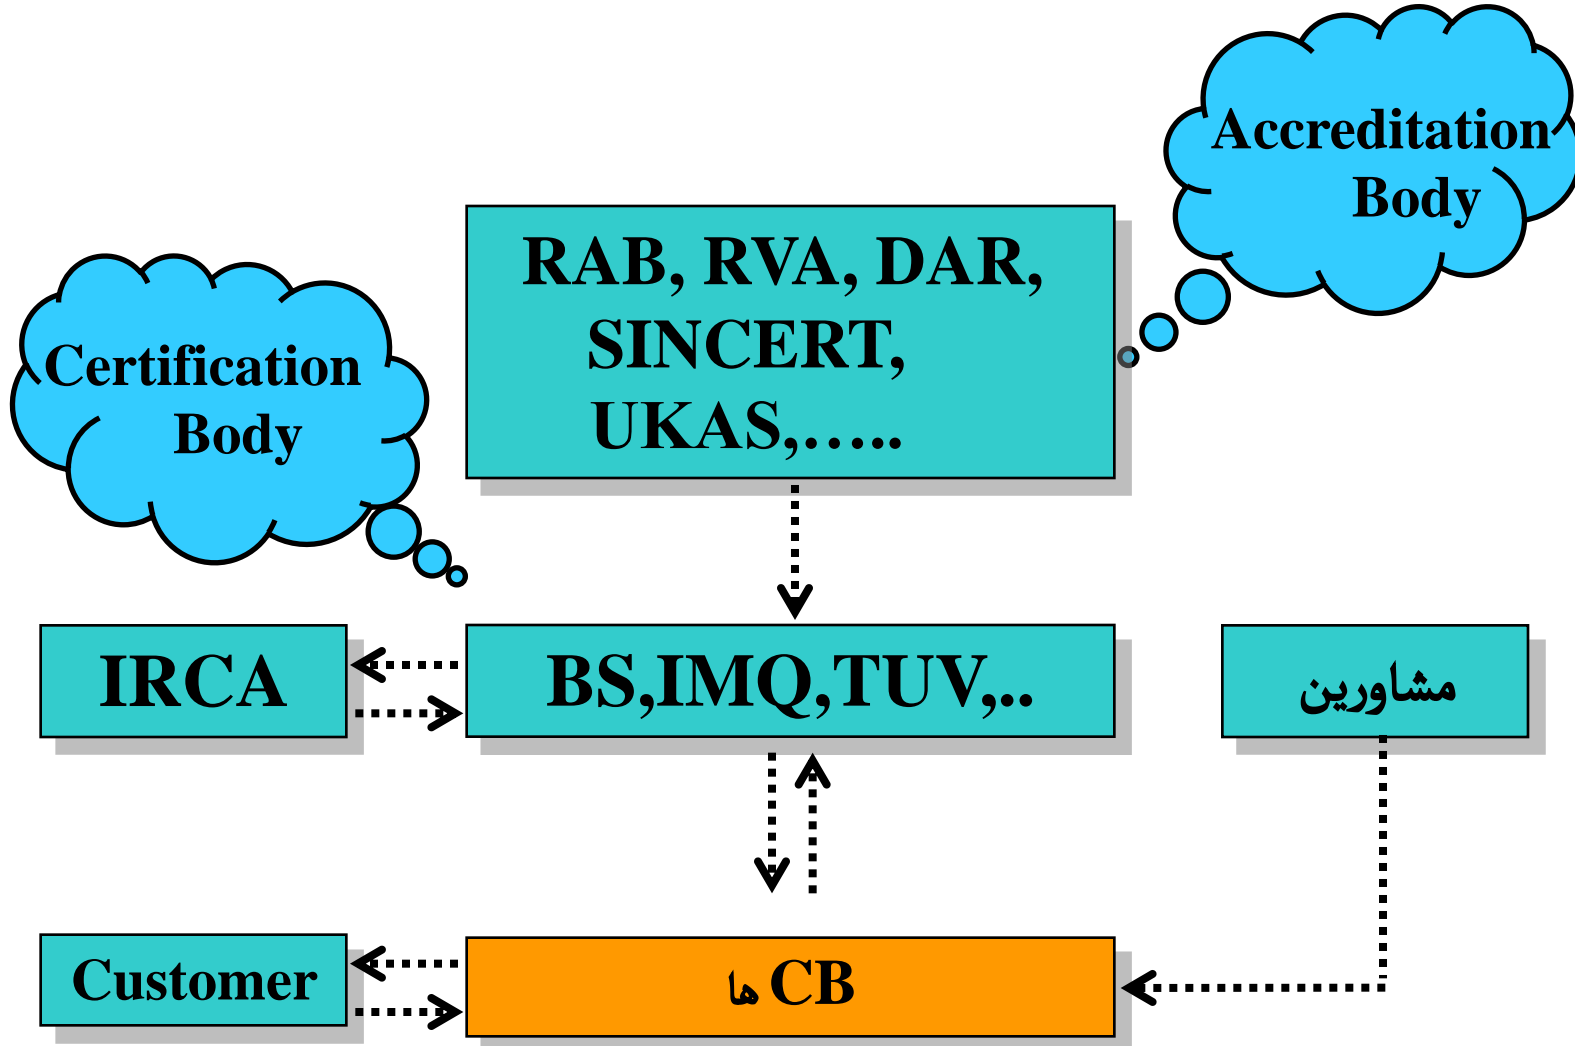 Accreditation
Body
RAB, RVA, DAR,
SINCERT,
UKAS,.....
Certification
Body
IRCA
BS,IMQ,TUV,..
مشاورین
Customer
CB ها